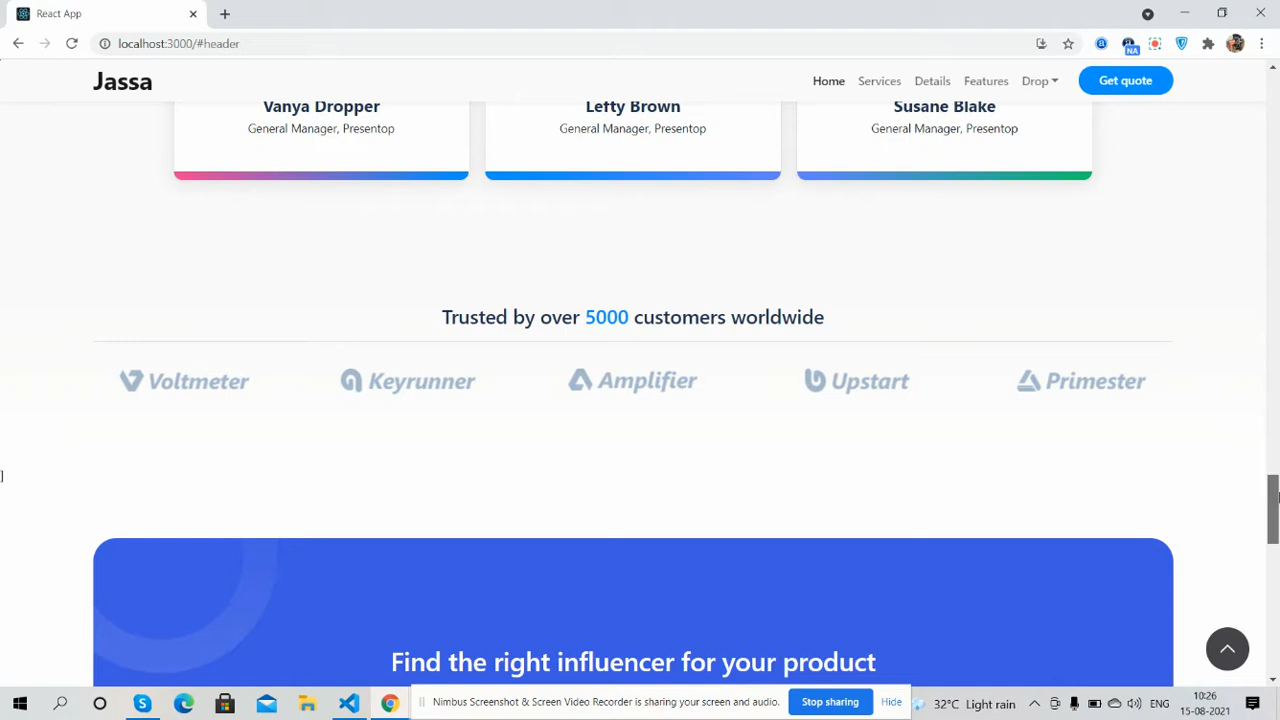 React App
localhost:3000/#header
NA
Jassa
Home Services Details Features Drop Get quote
Vanya Dropper Lefty Brown Susane Blake
General Manager, Presentop General Manager, Presentop General Manager, Presentop
Trusted by over 5000 customers worldwide
Voltmeter Keyrunner Amplifier Upstart Primester
]
Find the right influencer for your product
Nimbus Screenshot & Screen Video Recorder is sharing your screen and audio. Stop sharing Hide
32°C Light rain
ENG
10:26
15-08-2021